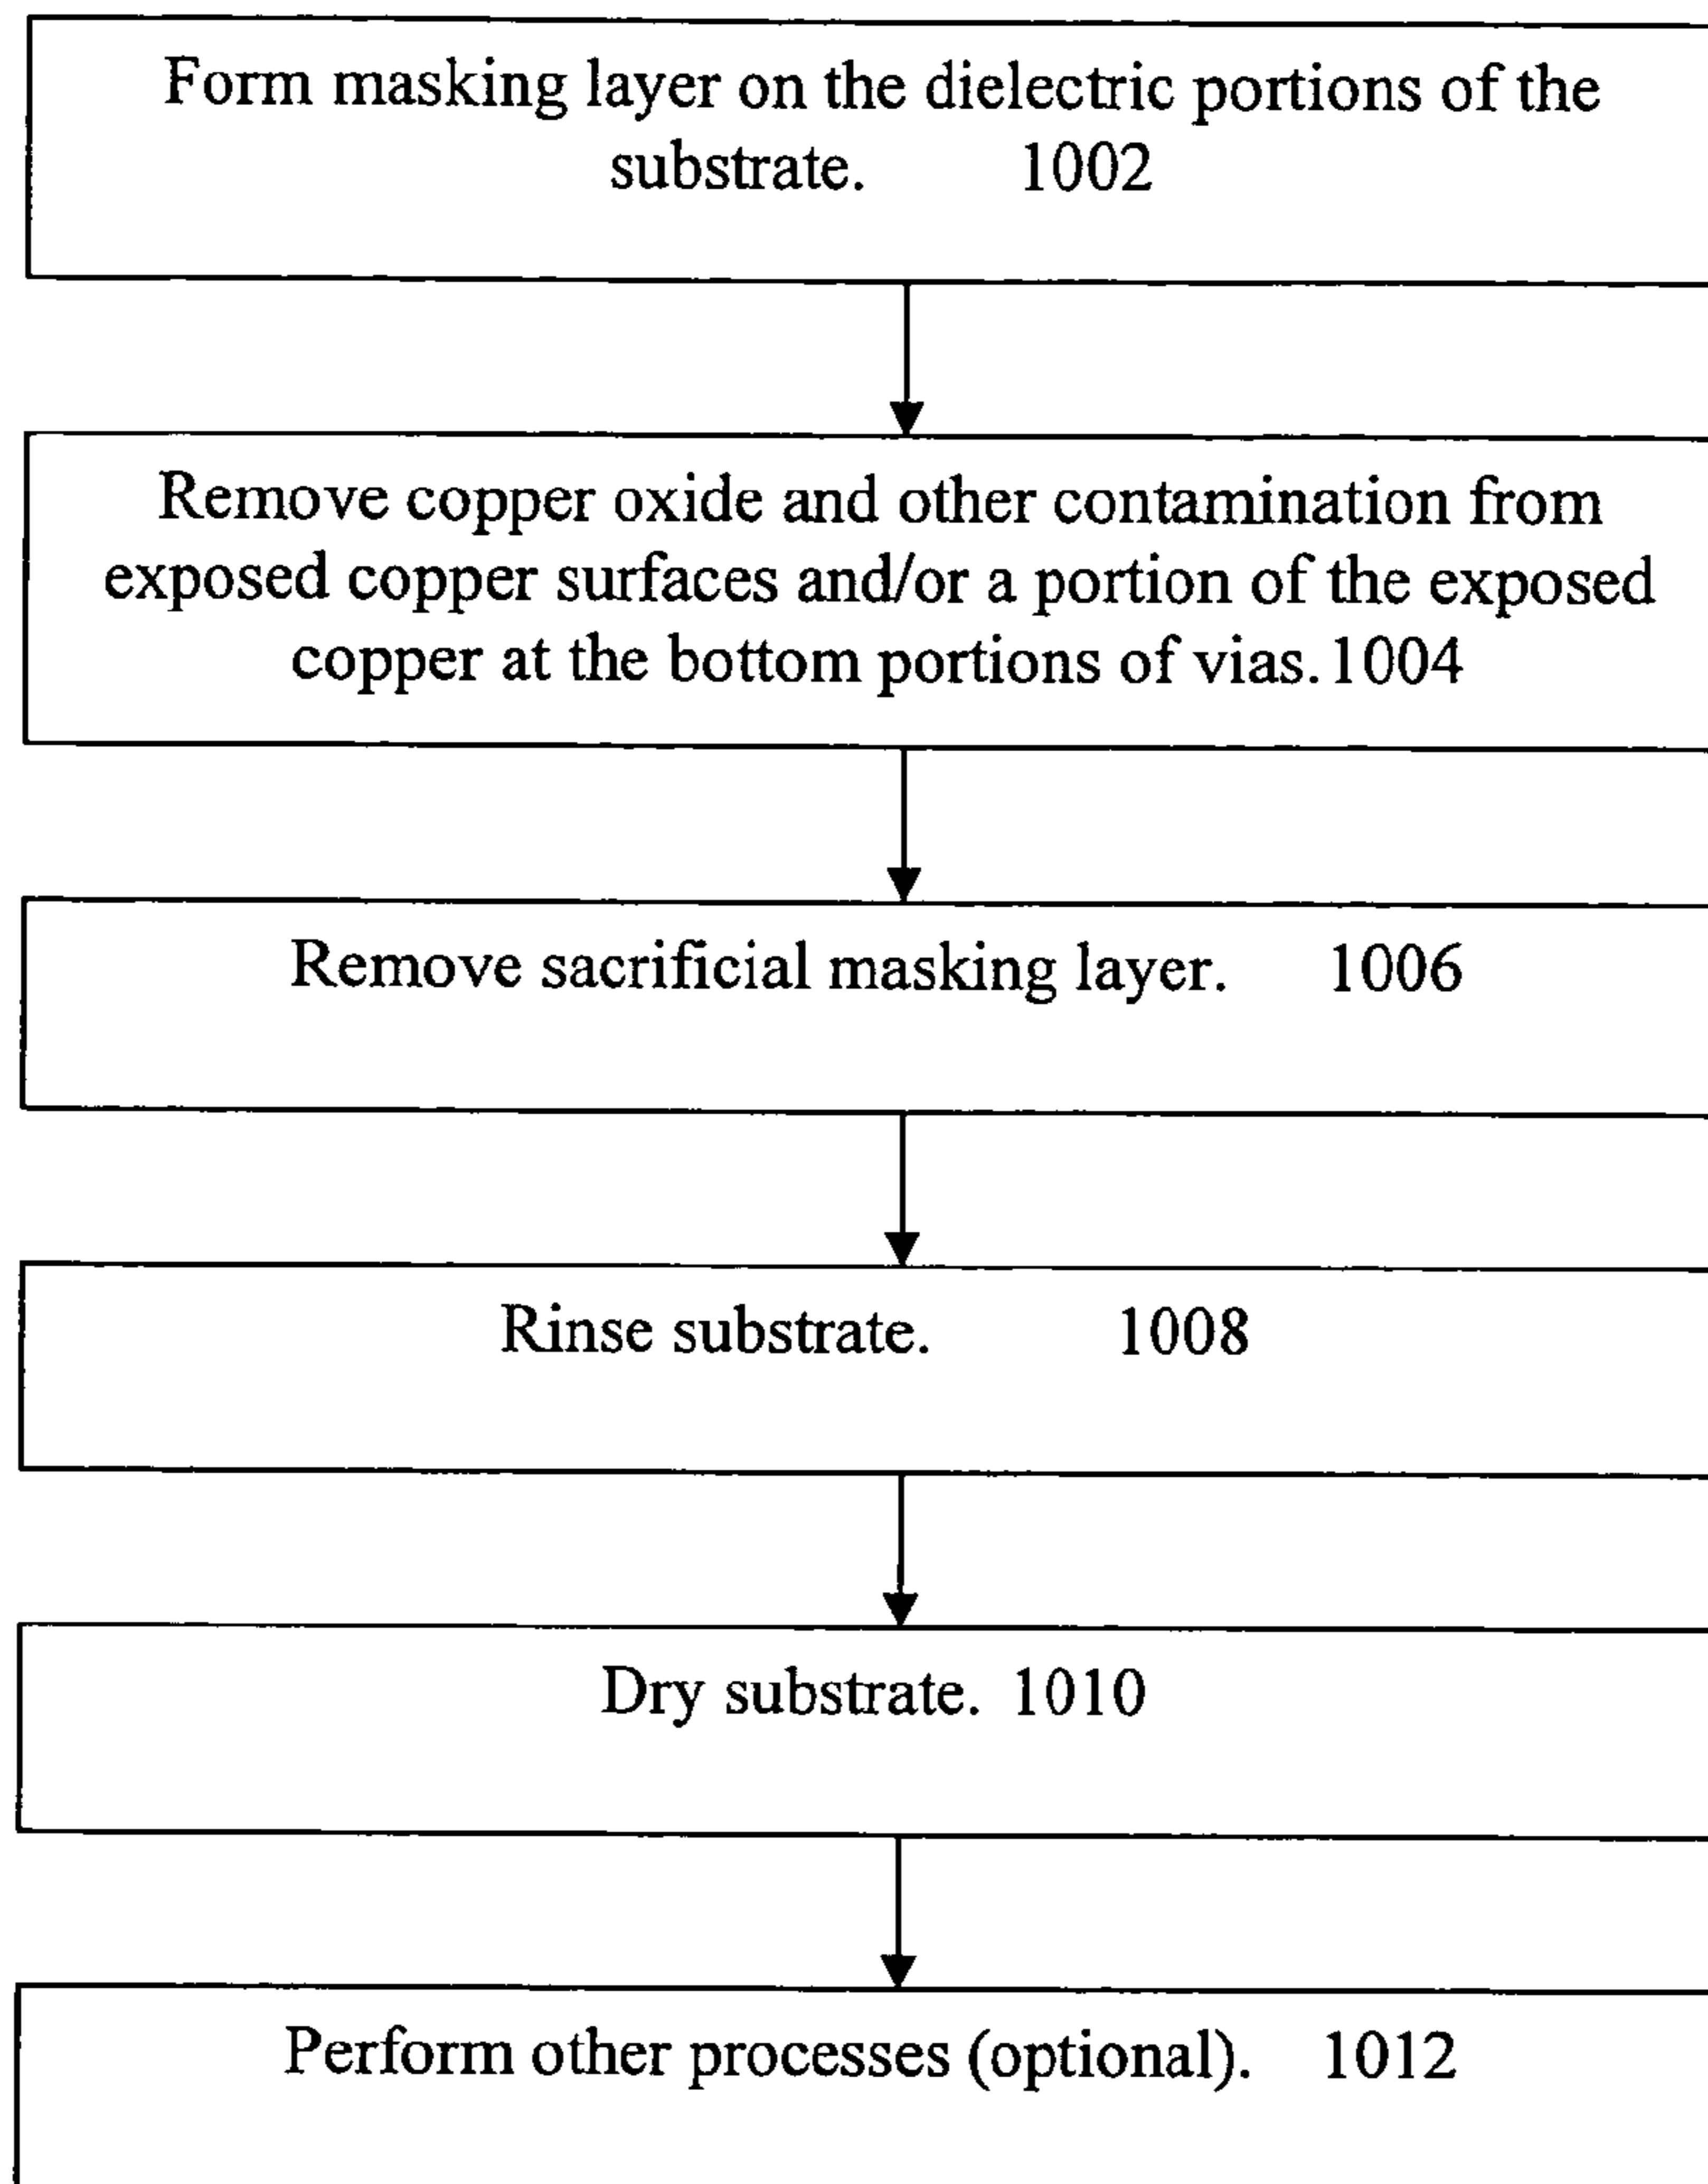 Form masking layer on the dielectric portions of the
substrate. 1002
Remove copper oxide and other contamination from
exposed copper surfaces and/or a portion of the exposed
copper at the bottom portions of vias. 1004
Remove sacrificial masking layer. 1006
Rinse substrate. 1008
Dry substrate. 1010
Perform other processes (optional). 1012